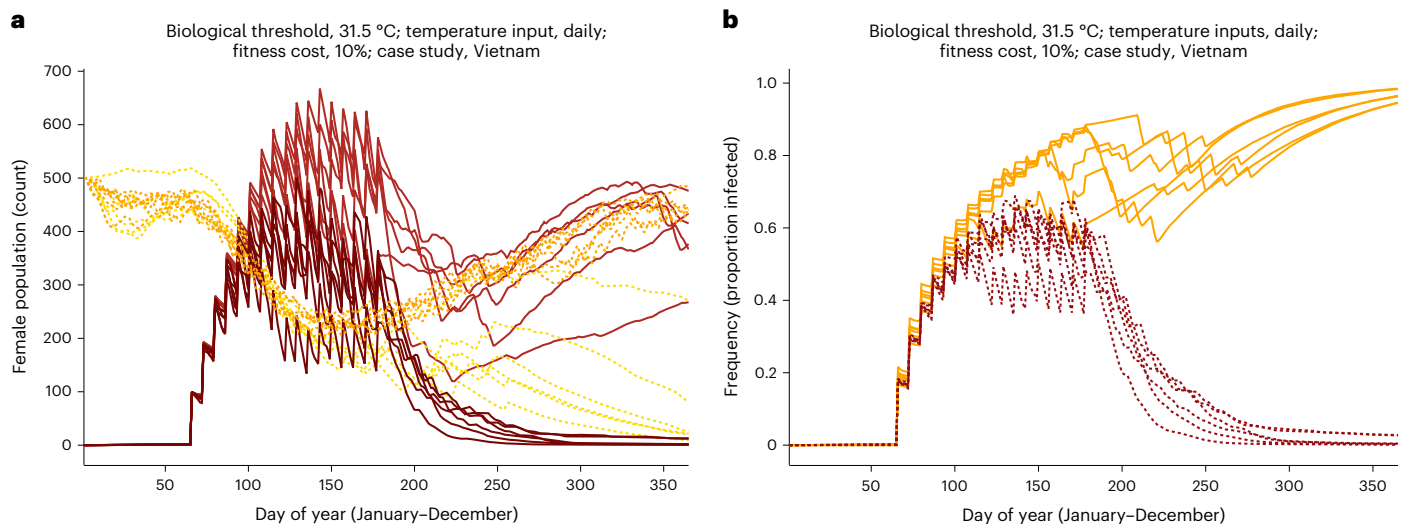 a
Biological threshold, 31.5 °C; temperature input, daily;
fitness cost, 10%; case study, Vietnam
Female population (count)
700
600
500
400
300
200
100
0
50
100
150
200
250
300
350
Day of year (January–December)
b
Biological threshold, 31.5 °C; temperature inputs, daily;
fitness cost, 10%; case study, Vietnam
Frequency (proportion infected)
1.0
0.8
0.6
0.4
0.2
0
50
100
150
200
250
300
350
Day of year (January–December)